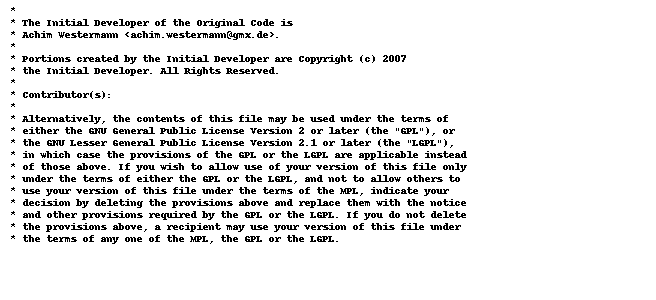 *
* The Initial Developer of the Original Code is
* Achim Westermann <achim.westermann@gmx.de>.
*
* Portions created by the Initial Developer are Copyright (c) 2007
* the Initial Developer. All Rights Reserved.
*
* Contributor(s):
*
* Alternatively, the contents of this file may be used under the terms of
* either the GNU General Public License Version 2 or later (the "GPL"), or
* the GNU Lesser General Public License Version 2.1 or later (the "LGPL"),
* in which case the provisions of the GPL or the LGPL are applicable instead
* of those above. If you wish to allow use of your version of this file only
* under the terms of either the GPL or the LGPL, and not to allow others to
* use your version of this file under the terms of the MPL, indicate your
* decision by deleting the provisions above and replace them with the notice
* and other provisions required by the GPL or the LGPL. If you do not delete
* the provisions above, a recipient may use your version of this file under
* the terms of any one of the MPL, the GPL or the LGPL.